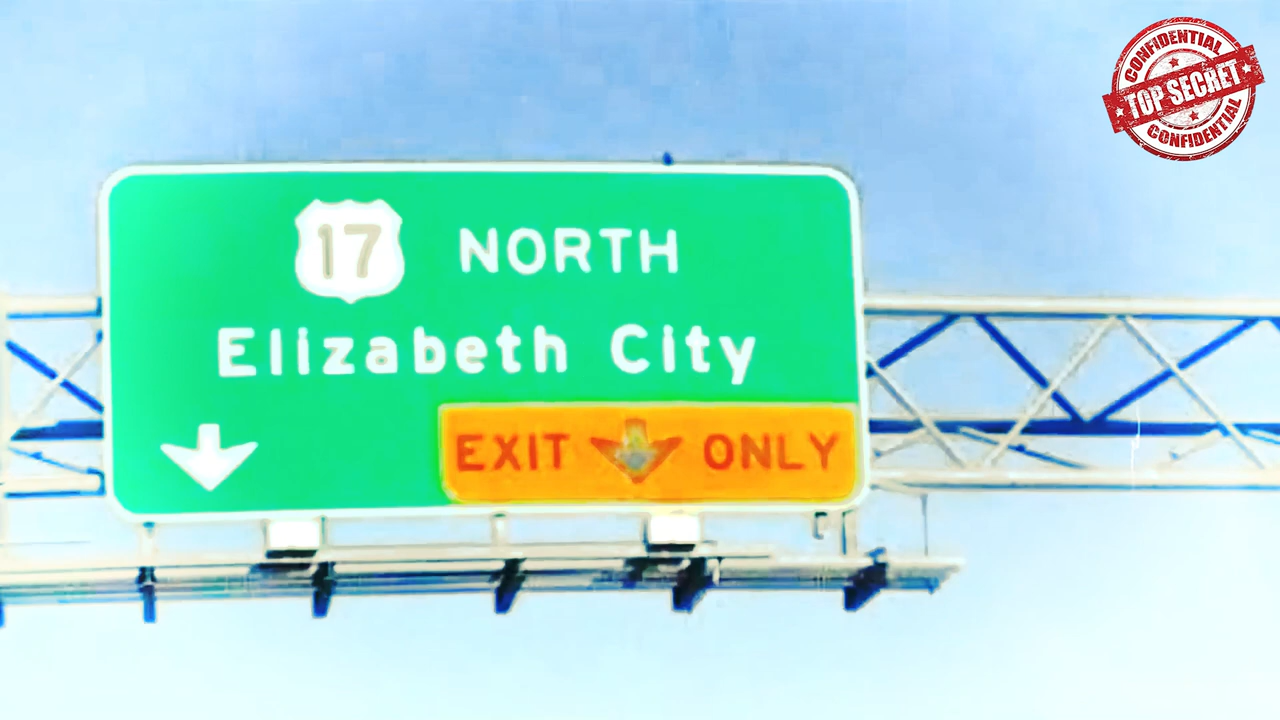 CONFIDENTIAL
TOP SECRET
CONFIDENTIAL
17 NORTH
Elizabeth City
EXIT ONLY